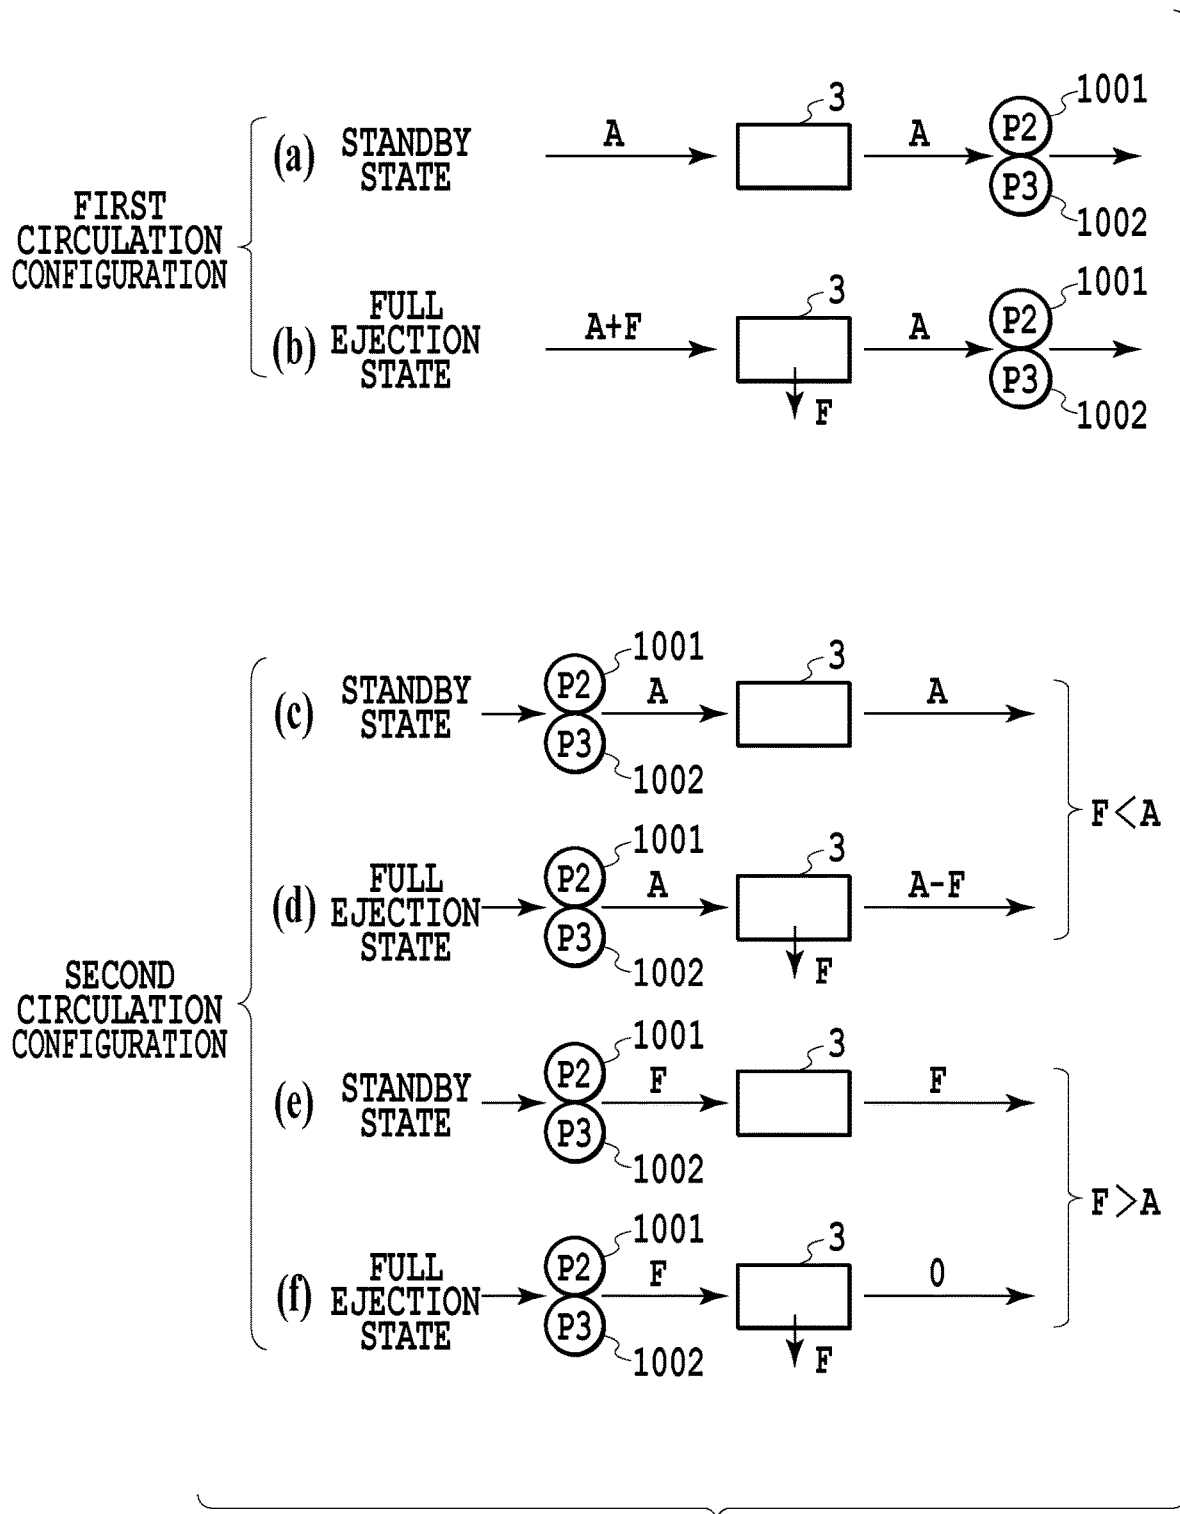 FIRST
CIRCULATION
CONFIGURATION
(a)
STANDBY
STATE
A
3
A
P2
1001
P3
1002
(b)
FULL
EJECTION
STATE
A+F
3
F
A
P2
1001
P3
1002
SECOND
CIRCULATION
CONFIGURATION
(c)
STANDBY
STATE
P2
1001
P3
1002
A
3
A
(d)
FULL
EJECTION
STATE
P2
1001
P3
1002
A
3
F
A-F
F<A
(e)
STANDBY
STATE
P2
1001
P3
1002
F
3
F
(f)
FULL
EJECTION
STATE
P2
1001
P3
1002
F
3
F
0
F>A